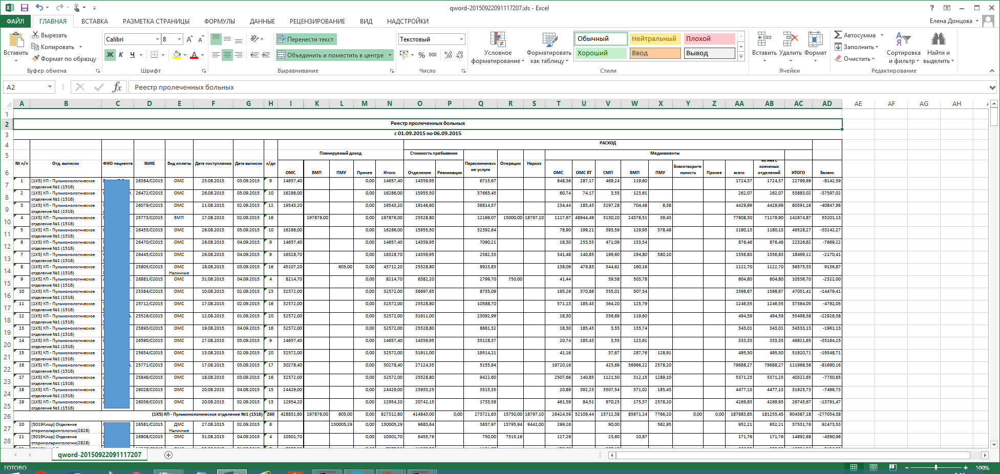 qword-20150922091117207.xls - Excel
ФАЙЛ ГЛАВНАЯ ВСТАВКА РАЗМЕТКА СТРАНИЦЫ ФОРМУЛЫ ДАННЫЕ РЕЦЕНЗИРОВАНИЕ ВИД НАДСТРОЙКИ Елена Донцова
Вставить Вырезать Копировать Формат по образцу Буфер обмена
Calibri 8 Ж К Ч А Шрифт
Перенести текст Объединить и поместить в центре Выравнивание
Текстовый % 000 Число
Условное форматирование Форматировать как таблицу Обычный Нейтральный Плохой Хороший Ввод Вывод Стили
Вставить Удалить Формат Ячейки
Автосумма Заполнить Очистить Сортировка и фильтр Найти и выделить Редактирование
A2 fx Реестр пролеченных больных
A B C D E F G H I K L M N O P Q R S T U V W X Y Z AA AB AC AD AE AF AG AH
1
2 Реестр пролеченных больных
3 с 01.09.2015 по 06.09.2015
4 РАСХОД
5 Планируемый доход Стоимость пребывания Медикаменты
6 № п/п Отд. выписки ФИО пациента №ИБ Вид оплаты Дата поступления Дата выписки к/дн ОМС ВМП ПМУ Прочее Итого Отделение Реанимация Параклинические услуги Операции Наркоз ОМС ОМС ВТ СМП ВМП ПМУ Благотворительность Прочее всего из них с коеченых отделений ИТОГО Баланс
7 1 [1Х5] КП - Пульмонологическое отделение №1 (1516) 26384/С2015 ОМС 25.08.2015 03.09.2015 9 14657,40 0,00 14657,40 14359,95 6715,67 848,36 287,17 469,24 119,60 1724,37 1724,37 22799,99 -8142,59
8 2 [1Х5] КП - Пульмонологическое отделение №1 (1516) 26472/С2015 ОМС 26.08.2015 05.09.2015 10 16286,00 0,00 16286,00 15955,50 37665,45 60,74 74,17 3,55 123,61 262,07 262,07 53883,02 -37597,02
9 3 [1Х5] КП - Пульмонологическое отделение №1 (1516) 26079/С2015 ОМС 21.08.2015 02.09.2015 12 19543,20 0,00 19543,20 19146,60 36814,57 234,44 185,43 3297,28 704,48 8,36 4429,99 4429,99 60391,16 -40847,96
10 4 [1Х5] КП - Пульмонологическое отделение №1 (1516) 25773/С2015 ВМП 17.08.2015 02.09.2015 16 197876,00 0,00 197876,00 25528,80 12169,07 15000,00 18797,10 1117,67 48944,49 3130,20 24376,51 39,43 77608,30 71179,90 142674,87 55201,13
11 5 [1Х5] КП - Пульмонологическое отделение №1 (1516) 26455/С2015 ОМС 26.08.2015 05.09.2015 10 16286,00 0,00 16286,00 15955,50 32392,64 78,90 199,21 393,59 129,95 378,48 1180,13 1180,13 49528,27 -33242,27
12 6 [1Х5] КП - Пульмонологическое отделение №1 (1516) 26470/С2015 ОМС 26.08.2015 04.09.2015 9 14657,40 0,00 14657,40 14359,95 7090,21 18,30 253,53 471,09 133,54 876,46 876,46 22326,62 -7669,22
13 7 [1Х5] КП - Пульмонологическое отделение №1 (1516) 26445/С2015 ОМС 26.08.2015 04.09.2015 9 16328,70 0,00 16328,70 14359,95 2582,33 341,48 140,85 199,60 294,80 580,10 1556,83 1556,83 18499,11 -2170,41
14 8 [1Х5] КП - Пульмонологическое отделение №1 (1516) 25805/С2015 ОМС Наличные 18.08.2015 03.09.2015 16 45107,20 605,00 0,00 45712,20 25528,80 9923,83 138,09 479,83 344,62 160,16 1122,70 1122,70 36575,33 9136,87
15 9 [1Х5] КП - Пульмонологическое отделение №1 (1516) 26881/С2015 ОМС 31.08.2015 04.09.2015 4 8214,70 0,00 8214,70 6382,20 2799,70 750,00 41,44 59,58 503,78 604,80 604,80 10536,70 -2322,00
16 10 [1Х5] КП - Пульмонологическое отделение №1 (1516) 25384/С2015 ОМС 10.08.2015 02.09.2015 23 32572,00 0,00 32572,00 36697,65 8755,09 165,26 370,86 555,01 507,54 1598,67 1598,67 47051,41 -14479,41
17 11 [1Х5] КП - Пульмонологическое отделение №1 (1516) 25712/С2015 ОМС 17.08.2015 02.09.2015 16 32572,00 0,00 32572,00 25528,80 10588,70 571,13 185,43 364,20 125,79 1246,55 1246,55 37364,05 -4792,05
18 12 [1Х5] КП - Пульмонологическое отделение №1 (1516) 25526/С2015 ОМС 12.08.2015 01.09.2015 20 32572,00 0,00 32572,00 31911,00 23092,99 18,30 356,69 119,60 494,59 494,59 55498,58 -22926,58
19 13 [1Х5] КП - Пульмонологическое отделение №1 (1516) 25893/С2015 ОМС 19.08.2015 04.09.2015 16 32572,00 0,00 32572,00 25528,80 8661,32 18,30 185,43 3,55 135,74 343,01 343,01 34533,13 -1961,13
20 14 [1Х5] КП - Пульмонологическое отделение №1 (1516) 26590/С2015 ОМС 27.08.2015 05.09.2015 9 14657,40 0,00 14657,40 14359,95 35128,37 20,74 185,43 3,55 123,61 333,33 333,33 49821,65 -35164,25
21 15 [1Х5] КП - Пульмонологическое отделение №1 (1516) 25634/С2015 ОМС 13.08.2015 02.09.2015 20 32572,00 0,00 32572,00 31911,00 19514,21 41,16 37,67 287,76 128,91 495,50 495,50 51920,71 -19348,71
22 16 [1Х5] КП - Пульмонологическое отделение №1 (1516) 25771/С2015 ОМС 17.08.2015 03.09.2015 17 30278,40 0,00 30278,40 27124,35 5155,94 19720,16 423,69 56966,22 2578,20 79688,27 79688,27 111968,56 -81690,16
23 17 [1Х5] КП - Пульмонологическое отделение №1 (1516) 25846/С2015 ОМС 18.08.2015 03.09.2015 16 32572,00 0,00 32572,00 25528,80 9422,60 2507,66 140,85 1121,50 312,15 1289,10 5371,25 5371,25 40322,65 -7750,65
24 18 [1Х5] КП - Пульмонологическое отделение №1 (1516) 26028/С2015 ОМС 20.08.2015 04.09.2015 15 24429,00 0,00 24429,00 23933,25 3515,35 20,89 392,25 3507,54 371,02 185,43 4477,13 4477,13 31925,73 -7496,73
25 19 [1Х5] КП - Пульмонологическое отделение №1 (1516) 26036/С2015 ОМС 20.08.2015 02.09.2015 13 12954,20 0,00 12954,20 20742,15 1733,59 461,59 84,51 970,25 175,37 2578,20 4269,93 4269,93 26745,67 -13791,47
26 [1Х5] КП - Пульмонологическое отделение №1 (1516) 260 428831,60 197876,00 605,00 0,00 627312,60 414843,00 0,00 273721,63 15750,00 18797,10 26424,59 52109,44 15712,38 85671,24 7766,20 0,00 0,00 187683,85 181255,45 904367,18 -277054,58
27 20 [5019Клор] Отделение оториноларингологии(2828) 26581/С2015 ДМС Наличные 27.08.2015 02.09.2015 6 130005,29 0,00 130005,29 9683,64 3657,97 13795,94 9442,00 299,26 90,00 562,95 952,21 952,21 37531,76 92473,53
28 21 [5019Клор] Отделение оториноларингологии(2828) 26808/С2015 ОМС 31.08.2015 04.09.2015 4 10301,70 0,00 10301,70 6455,76 750,00 7515,16 127,29 23,60 20,87 171,76 171,76 14892,68 -4590,98
qword-20150922091117207
ГОТОВО 100%